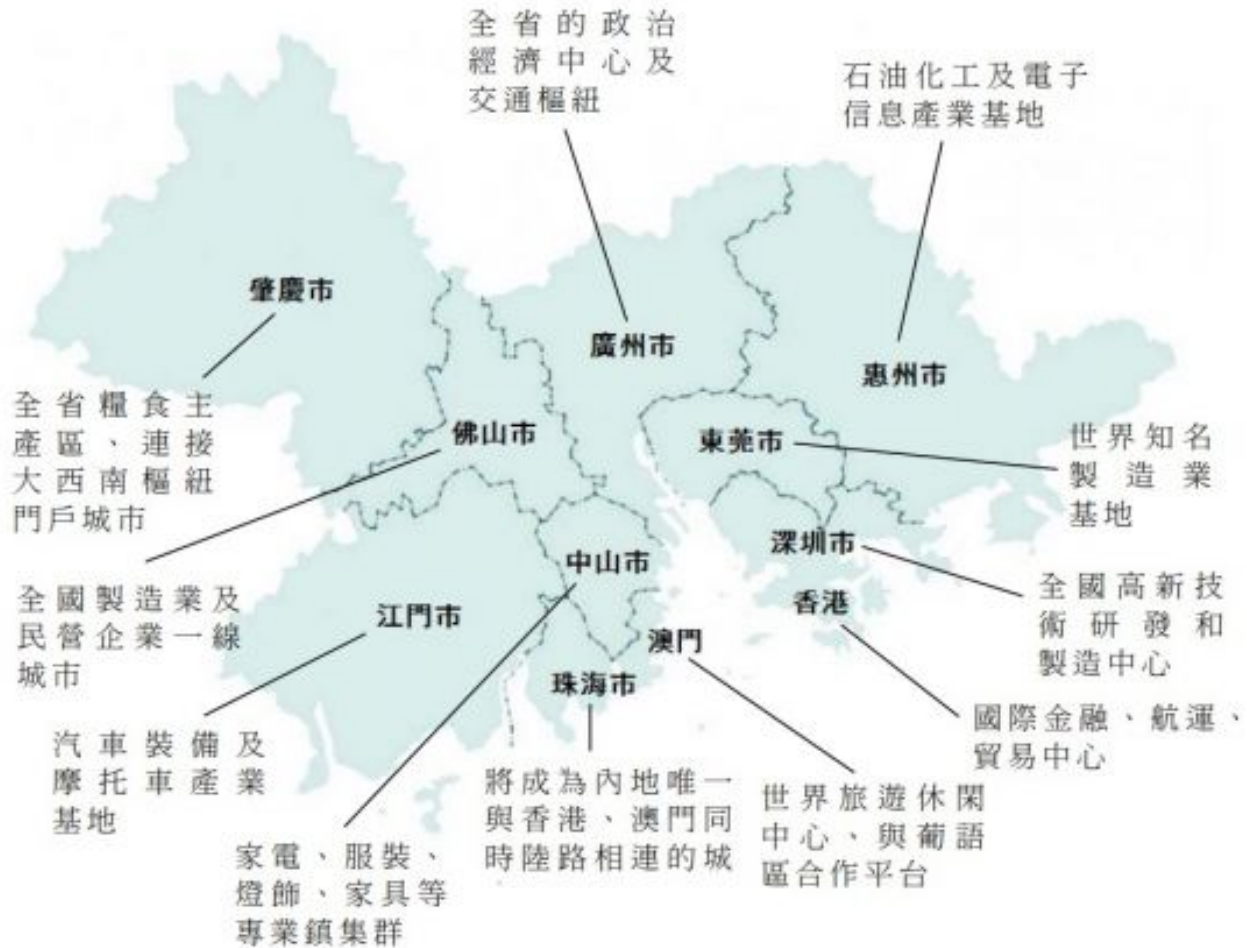 全省的政治
經濟中心及
交通樞紐
石油化工及電子
信息產業基地
肇慶市
廣州市
惠州市
全省糧食主
產區、連接
大西南樞紐
門戶城市
佛山市
東莞市
世界知名
製造業
基地
深圳市
中山市
香港
江門市
澳門
珠海市
全國製造業及
民營企業一線
城市
全國高新技
術研發和
製造中心
國際金融、航運、
貿易中心
汽車裝備及
摩托車產業
基地
將成為內地唯一
與香港、澳門同
時陸路相連的城
世界旅遊休閑
中心、與葡語
區合作平台
家電、服裝、
燈飾、家具等
專業鎮集群